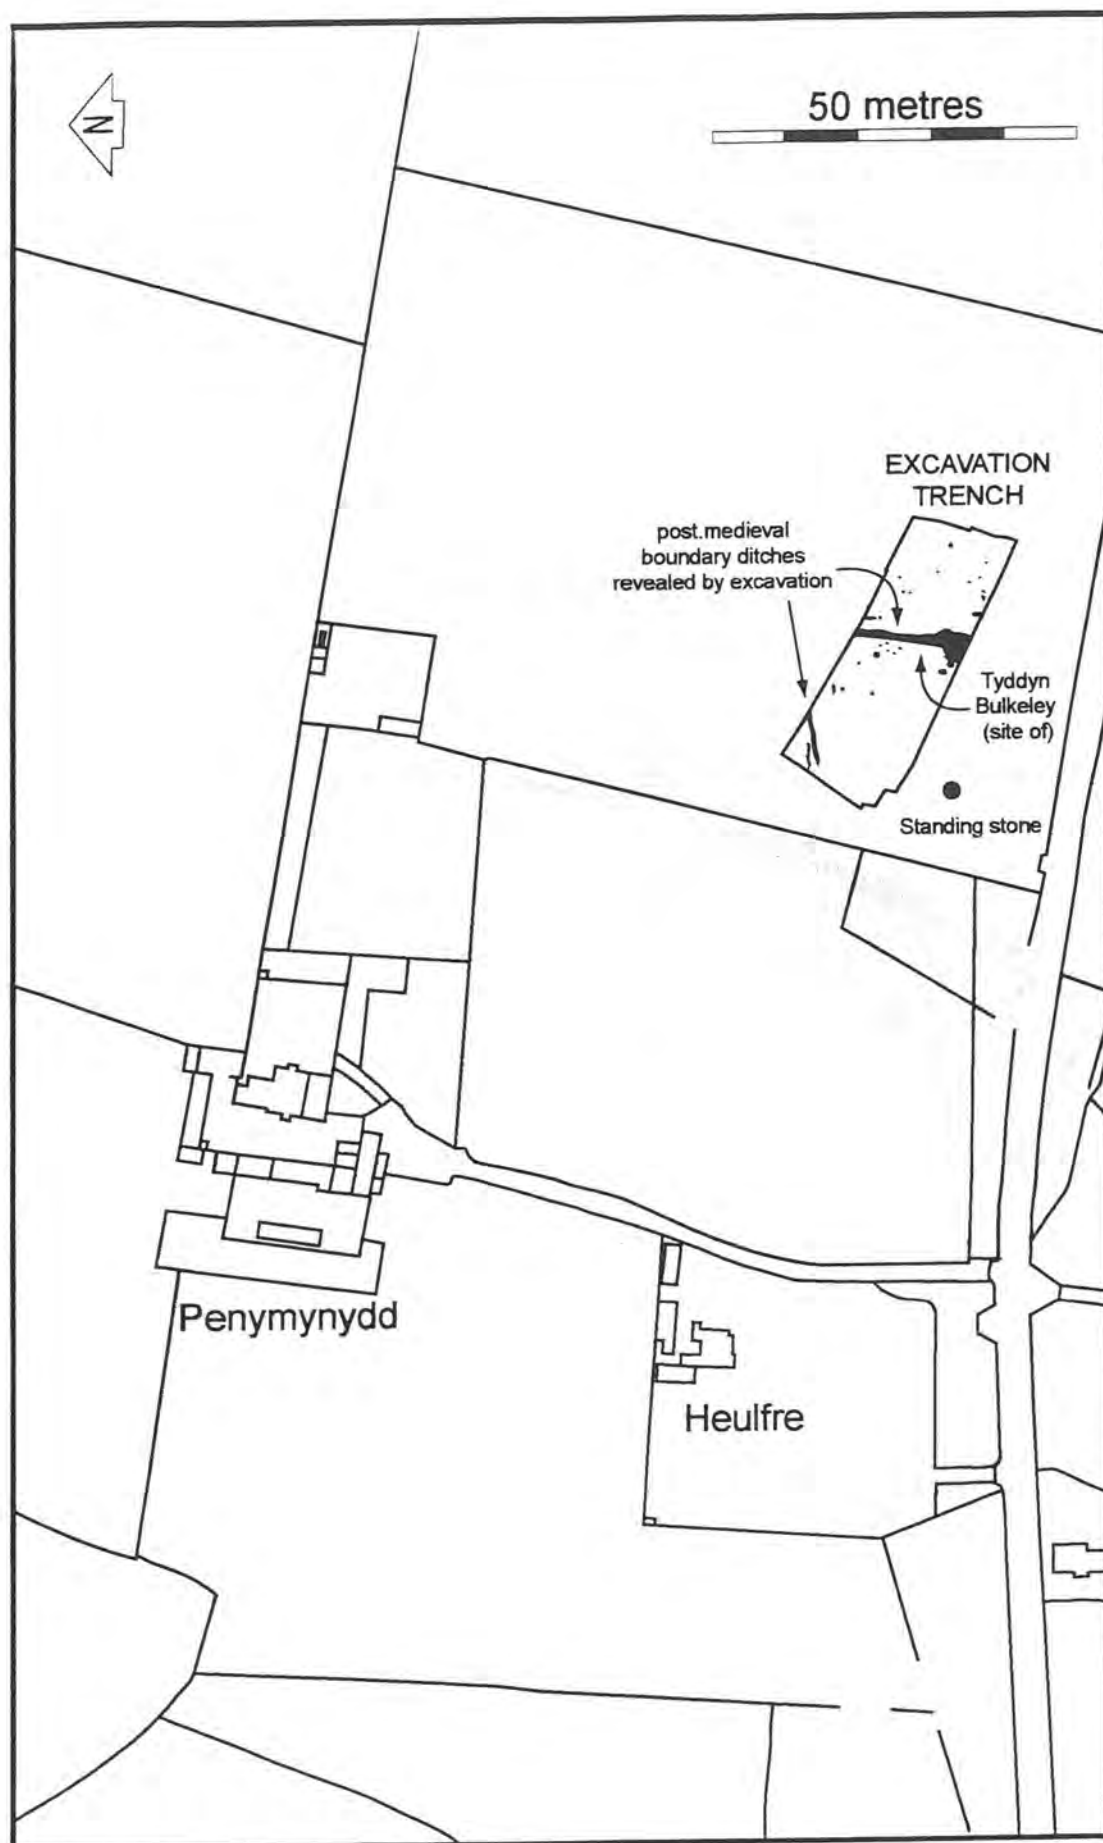 N
50 metres
EXCAVATION
TRENCH
post.medieval
boundary ditches
revealed by excavation
Tyddyn
Bulkeley
(site of)
Standing stone
Penymynydd
Heulfre